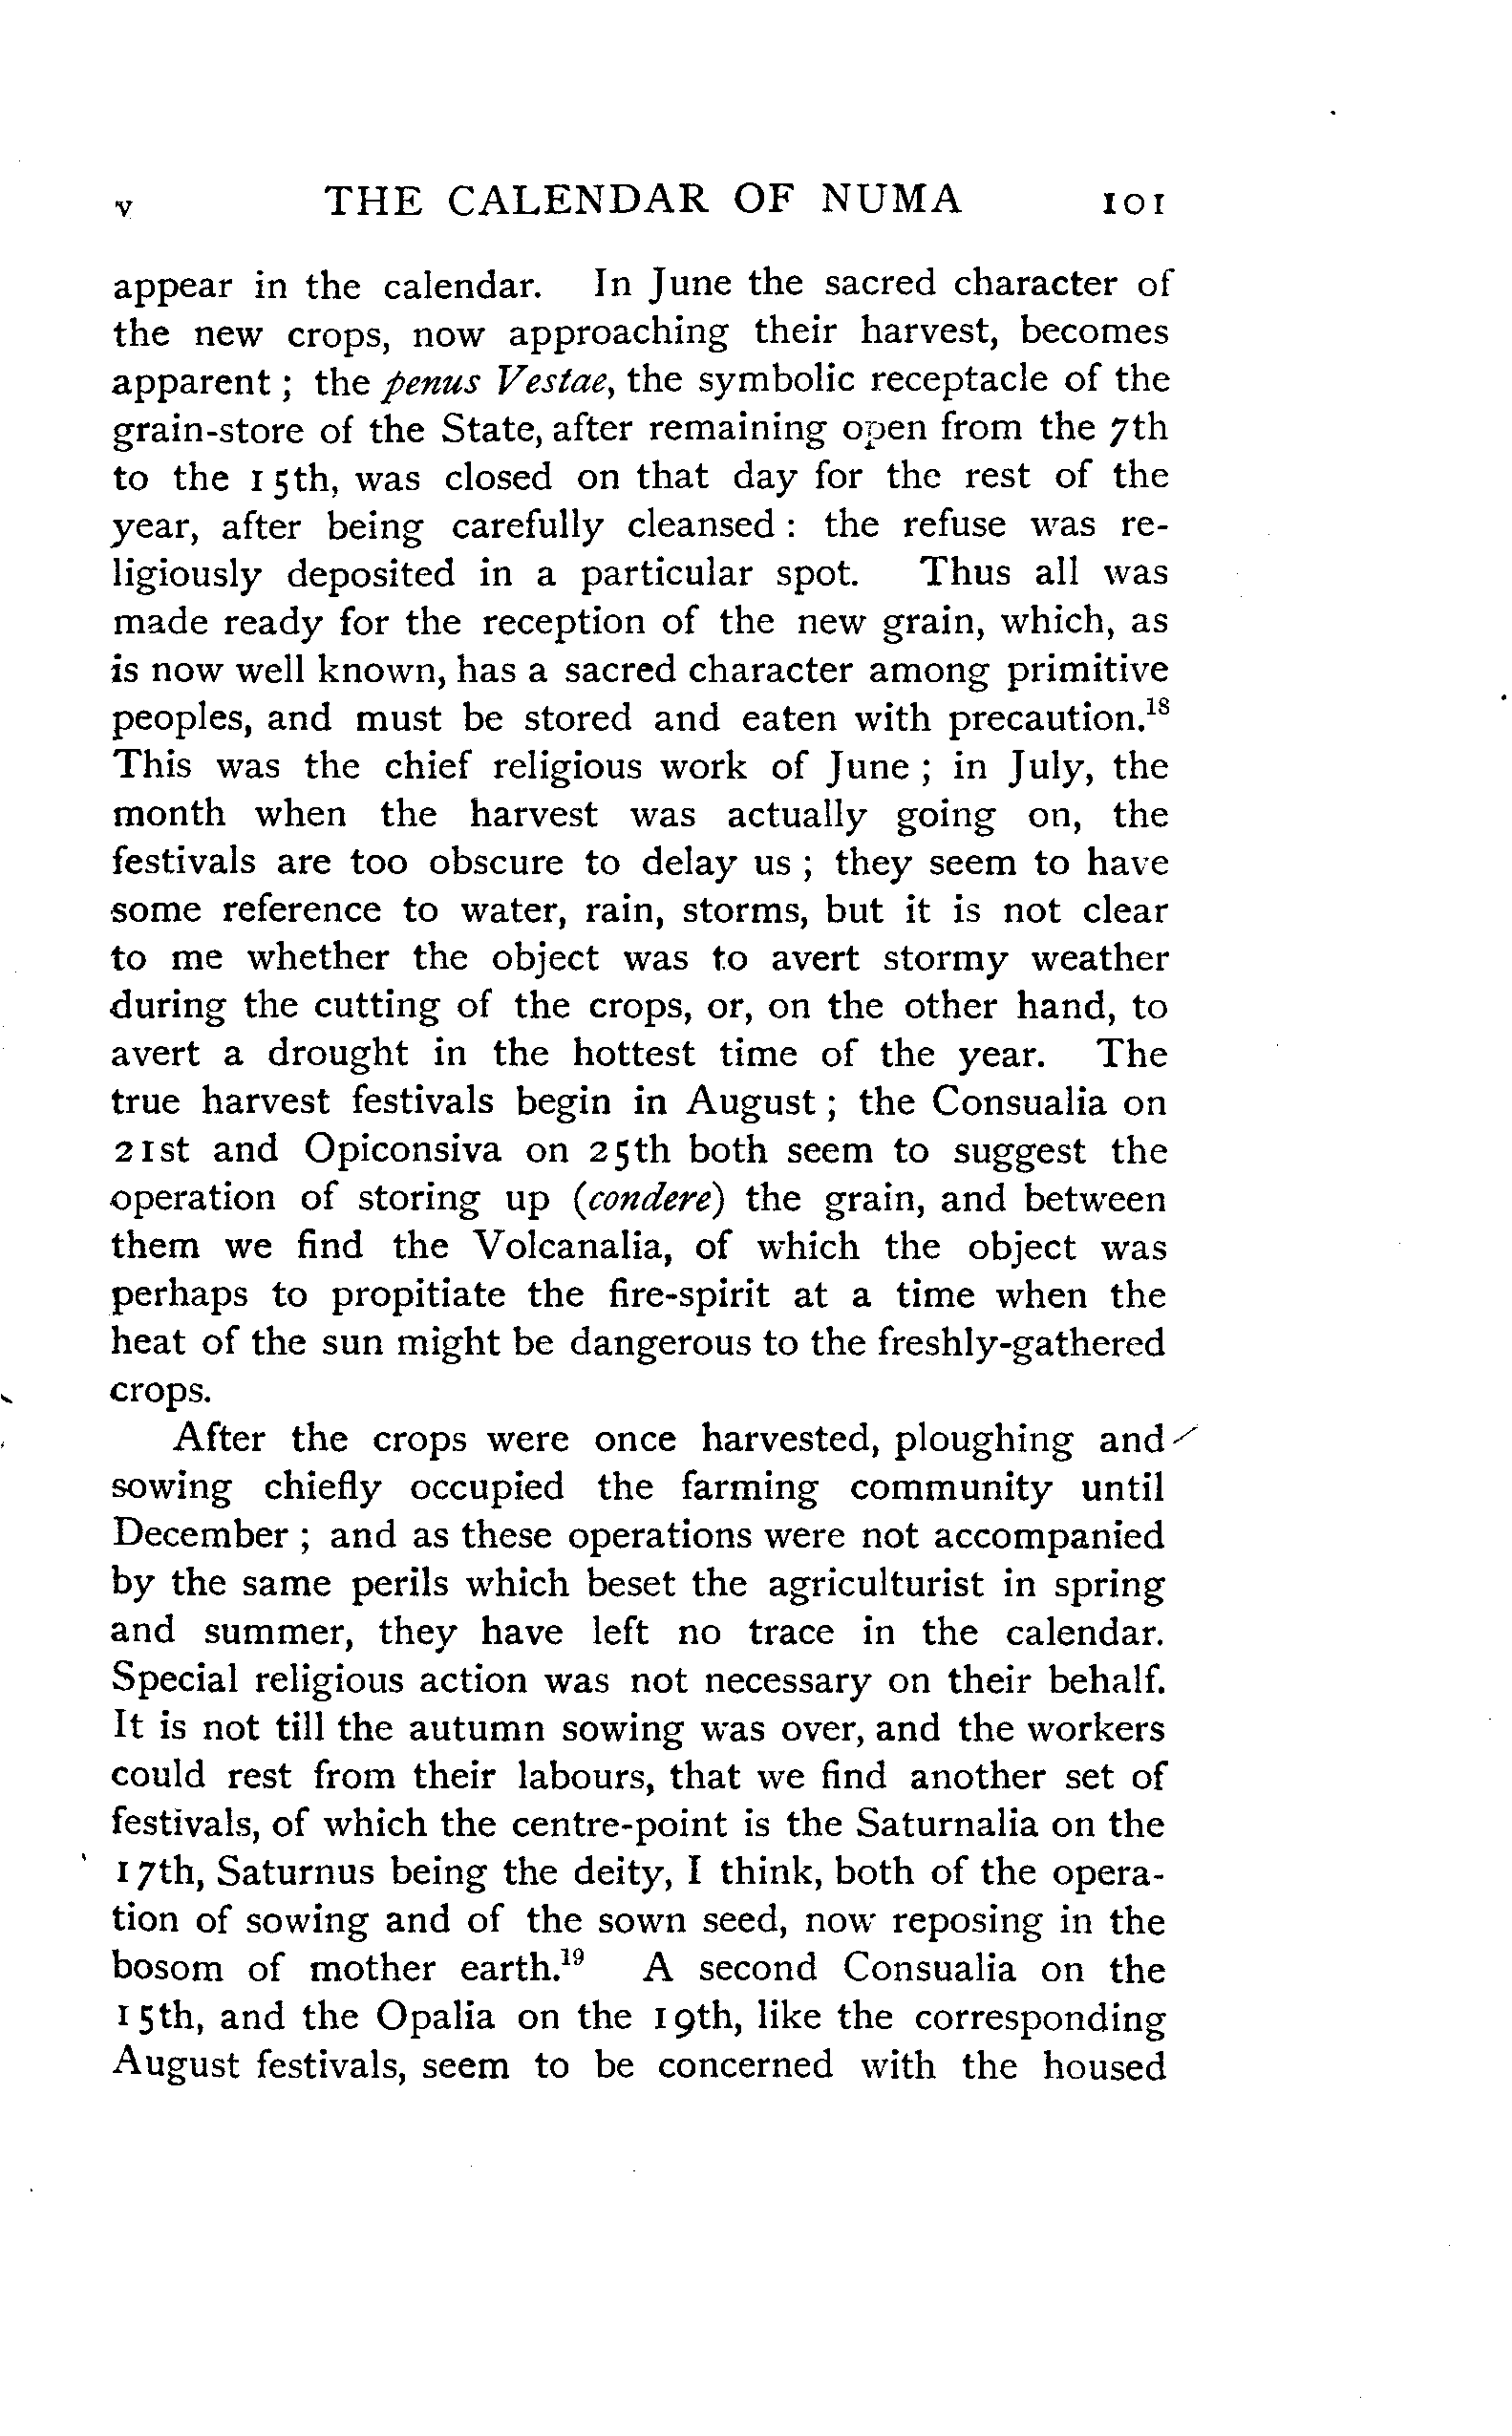 v THE CALENDAR OF NUMA 101
appear in the calendar. In June the sacred character of
the new crops, now approaching their harvest, becomes
apparent ; the penus Vestae, the symbolic receptacle of the
grain-store of the State, after remaining open from the 7th
to the 15th, was closed on that day for the rest of the
year, after being carefully cleansed : the refuse was re-
ligiously deposited in a particular spot. Thus all was
made ready for the reception of the new grain, which, as
is now well known, has a sacred character among primitive
peoples, and must be stored and eaten with precaution.¹⁸
This was the chief religious work of June ; in July, the
month when the harvest was actually going on, the
festivals are too obscure to delay us ; they seem to have
some reference to water, rain, storms, but it is not clear
to me whether the object was to avert stormy weather
during the cutting of the crops, or, on the other hand, to
avert a drought in the hottest time of the year. The
true harvest festivals begin in August ; the Consualia on
21st and Opiconsiva on 25th both seem to suggest the
operation of storing up (condere) the grain, and between
them we find the Volcanalia, of which the object was
perhaps to propitiate the fire-spirit at a time when the
heat of the sun might be dangerous to the freshly-gathered
crops.
After the crops were once harvested, ploughing and
sowing chiefly occupied the farming community until
December ; and as these operations were not accompanied
by the same perils which beset the agriculturist in spring
and summer, they have left no trace in the calendar.
Special religious action was not necessary on their behalf.
It is not till the autumn sowing was over, and the workers
could rest from their labours, that we find another set of
festivals, of which the centre-point is the Saturnalia on the
17th, Saturnus being the deity, I think, both of the opera-
tion of sowing and of the sown seed, now reposing in the
bosom of mother earth.¹⁹ A second Consualia on the
15th, and the Opalia on the 19th, like the corresponding
August festivals, seem to be concerned with the housed